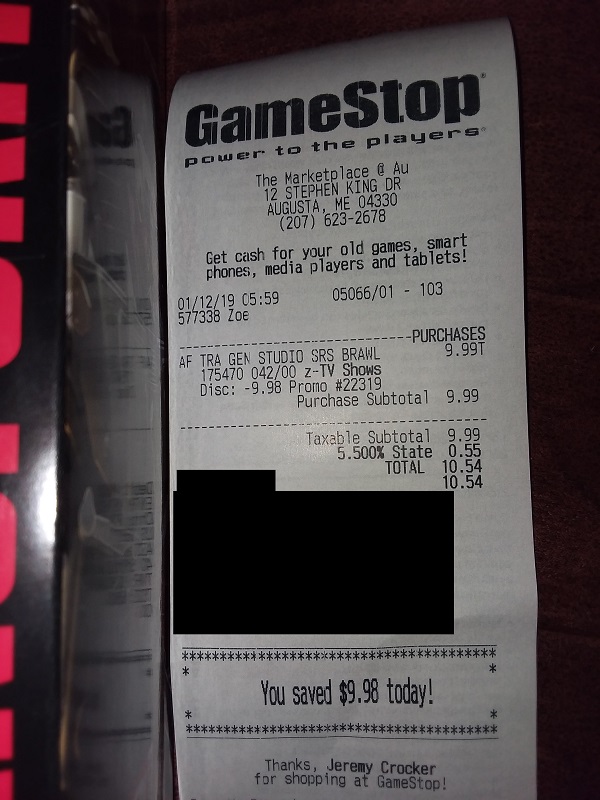 GameStop
power to the players
The Marketplace @ Au
12 STEPHEN KING DR
AUGUSTA, ME 04330
(207) 623-2678
Get cash for your old games, smart
phones, media players and tablets!
01/12/19 05:59 05066/01 - 103
577338 Zoe
--------------------------PURCHASES
AF TRA GEN STUDIO SRS BRAWL 9.99T
175470 042/00 z-TV Shows
Disc: -9.98 Promo #22319
Purchase Subtotal 9.99
Taxable Subtotal 9.99
5.500% State 0.55
TOTAL 10.54
10.54
You saved $9.98 today!
Thanks, Jeremy Crocker
for shopping at GameStop!